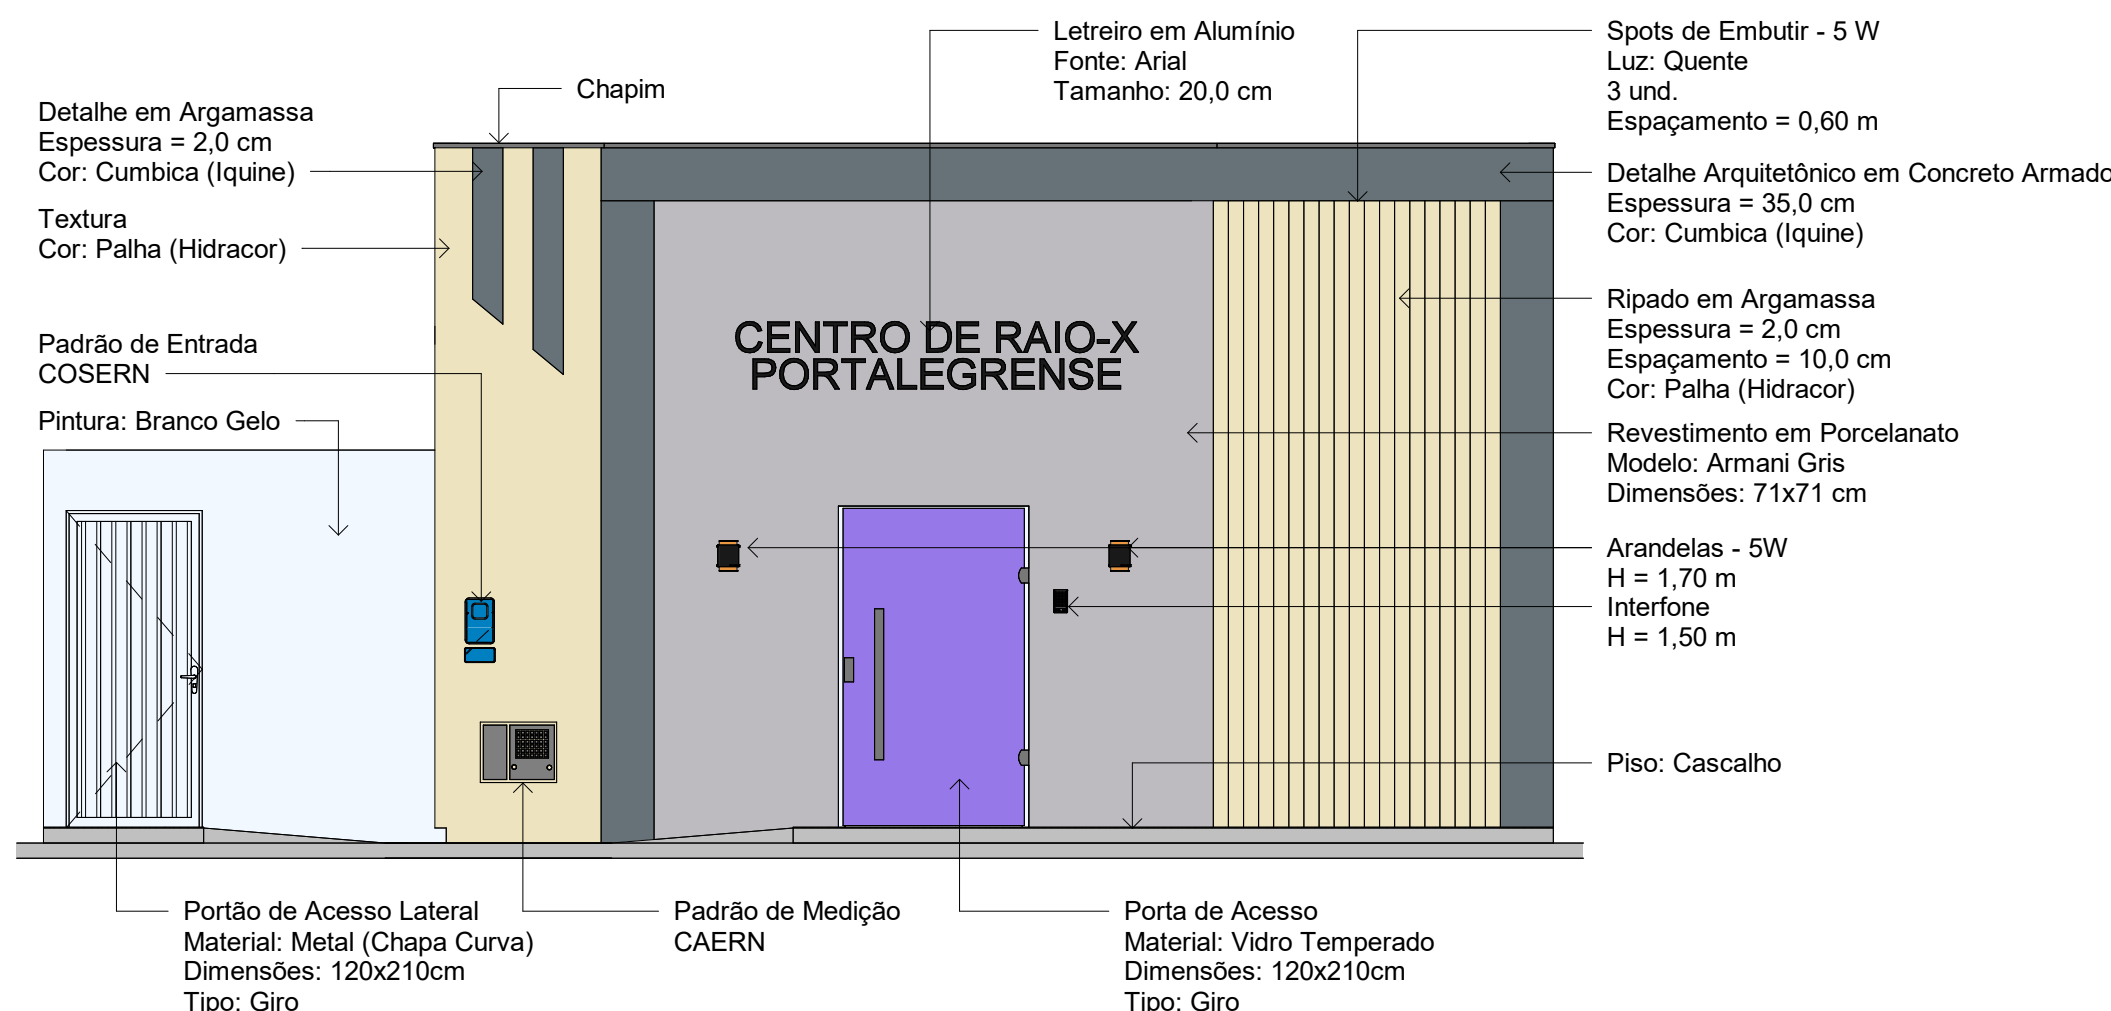 Letreiro em Alumínio
Fonte: Arial
Tamanho: 20,0 cm
Spots de Embutir - 5 W
Luz: Quente
3 und.
Espaçamento = 0,60 m
Chapim
Detalhe em Argamassa
Espessura = 2,0 cm
Cor: Cumbica (Iquine)
Detalhe Arquitetônico em Concreto Armado
Espessura = 35,0 cm
Cor: Cumbica (Iquine)
Textura
Cor: Palha (Hidracor)
Ripado em Argamassa
Espessura = 2,0 cm
Espaçamento = 10,0 cm
Cor: Palha (Hidracor)
CENTRO DE RAIO-X
PORTALEGRENSE
Padrão de Entrada
COSERN
Pintura: Branco Gelo
Revestimento em Porcelanato
Modelo: Armani Gris
Dimensões: 71x71 cm
Arandelas - 5W
H = 1,70 m
Interfone
H = 1,50 m
Piso: Cascalho
Portão de Acesso Lateral
Material: Metal (Chapa Curva)
Dimensões: 120x210cm
Tipo: Giro
Padrão de Medição
CAERN
Porta de Acesso
Material: Vidro Temperado
Dimensões: 120x210cm
Tipo: Giro